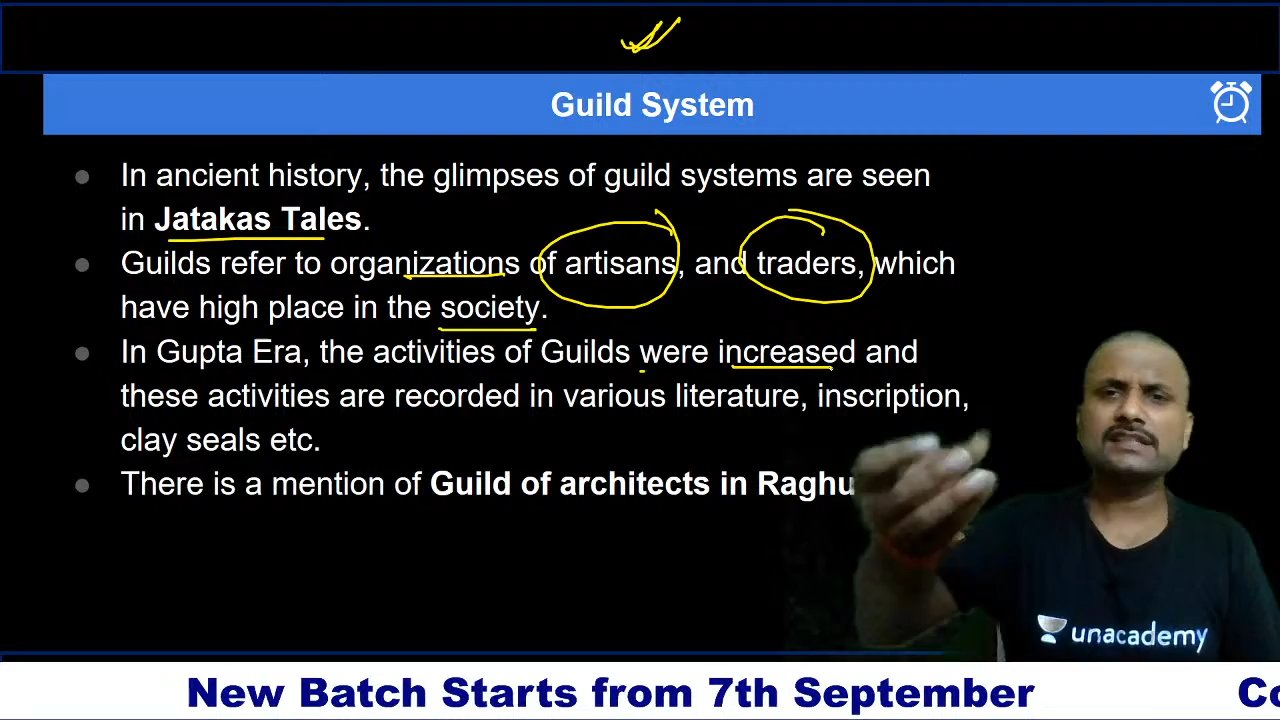 Guild System
In ancient history, the glimpses of guild systems are seen
in Jatakas Tales.
Guilds refer to organizations of artisans, and traders, which
have high place in the society.
In Gupta Era, the activities of Guilds were increased and
these activities are recorded in various literature, inscription,
clay seals etc.
There is a mention of Guild of architects in Raghu
unacademy
New Batch Starts from 7th September Co